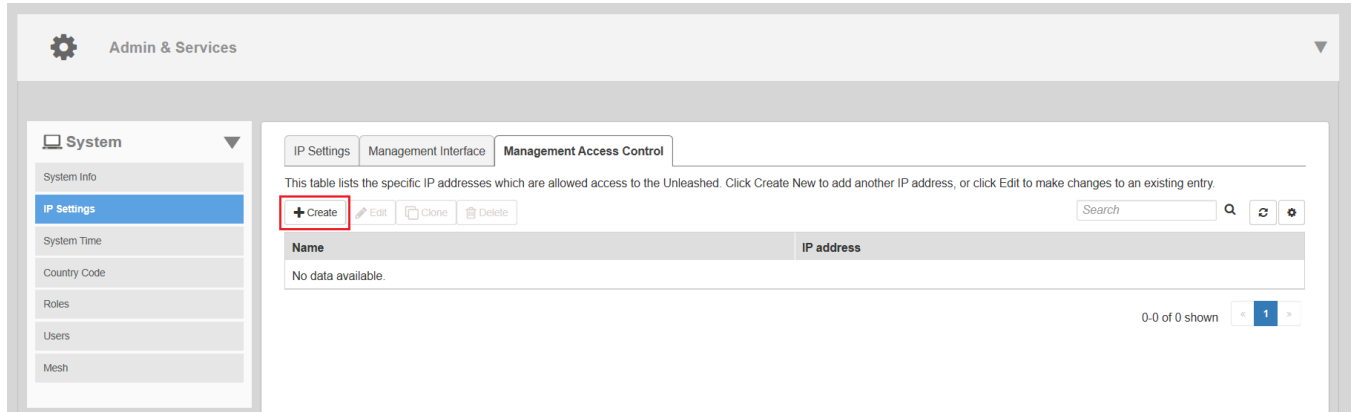 Admin & Services
System
System Info
IP Settings
System Time
Country Code
Roles
Users
Mesh
IP Settings Management Interface Management Access Control
This table lists the specific IP addresses which are allowed access to the Unleashed. Click Create New to add another IP address, or click Edit to make changes to an existing entry.
Create Edit Clone Delete Search
Name IP address
No data available.
0-0 of 0 shown « 1 »